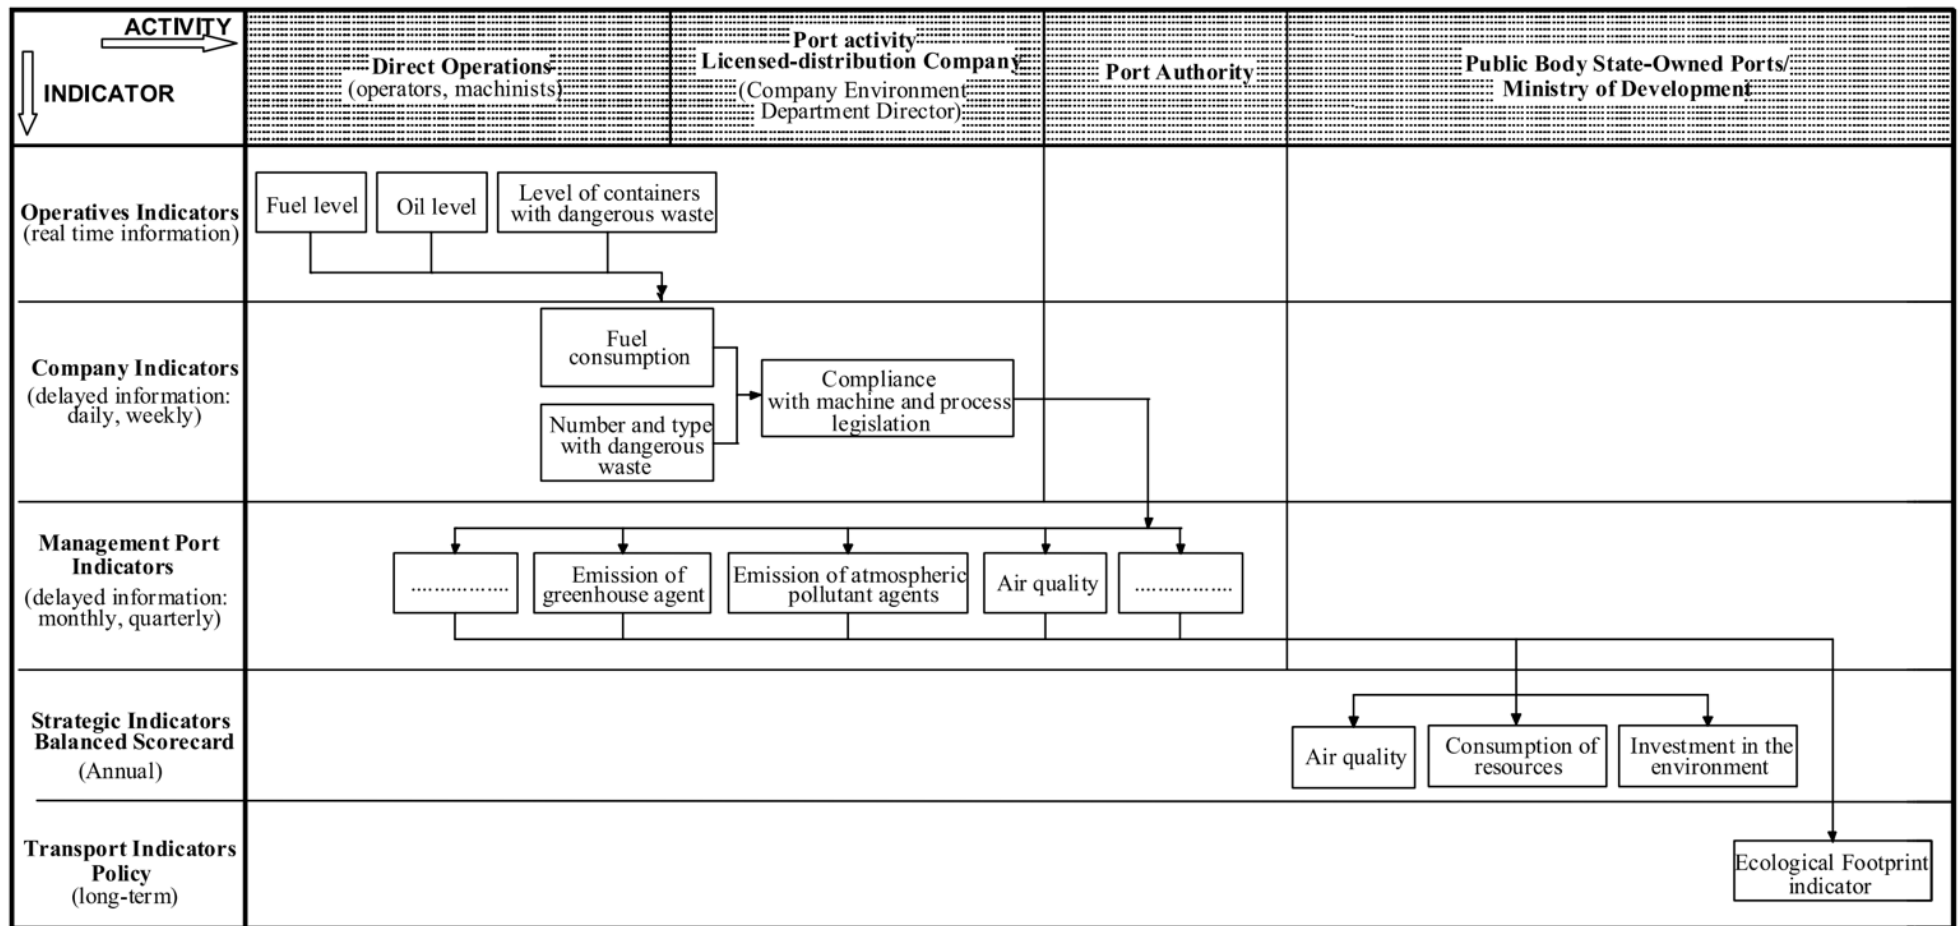 ACTIVITY
INDICATOR
Direct Operations
(operators, machinists)
Port activity
Licensed-distribution Company
(Company Environment
Department Director)
Port Authority
Public Body State-Owned Ports/
Ministry of Development
Operatives Indicators
(real time information)
Fuel level
Oil level
Level of containers
with dangerous waste
Company Indicators
(delayed information:
daily, weekly)
Fuel
consumption
Number and type
with dangerous
waste
Compliance
with machine and process
legislation
Management Port
Indicators
(delayed information:
monthly, quarterly)
................
Emission of
greenhouse agent
Emission of atmospheric
pollutant agents
Air quality
................
Strategic Indicators
Balanced Scorecard
(Annual)
Air quality
Consumption of
resources
Investment in the
environment
Transport Indicators
Policy
(long-term)
Ecological Footprint
indicator